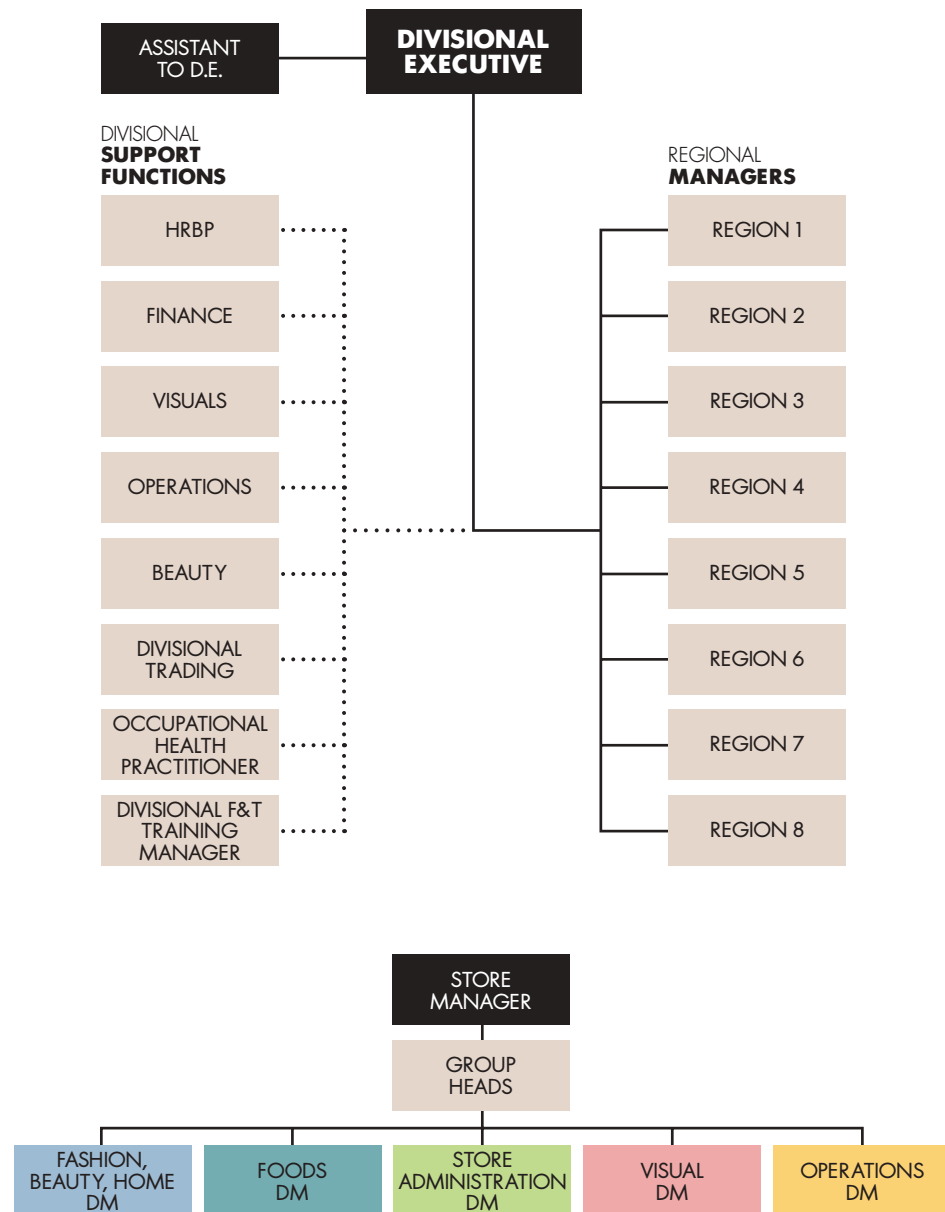 ASSISTANT
TO D.E.
DIVISIONAL
EXECUTIVE
DIVISIONAL
SUPPORT
FUNCTIONS
HRBP
FINANCE
VISUALS
OPERATIONS
BEAUTY
DIVISIONAL
TRADING
OCCUPATIONAL
HEALTH
PRACTITIONER
DIVISIONAL F&T
TRAINING
MANAGER
REGIONAL
MANAGERS
REGION 1
REGION 2
REGION 3
REGION 4
REGION 5
REGION 6
REGION 7
REGION 8
STORE
MANAGER
GROUP
HEADS
FASHION,
BEAUTY, HOME
DM
FOODS
DM
STORE
ADMINISTRATION
DM
VISUAL
DM
OPERATIONS
DM